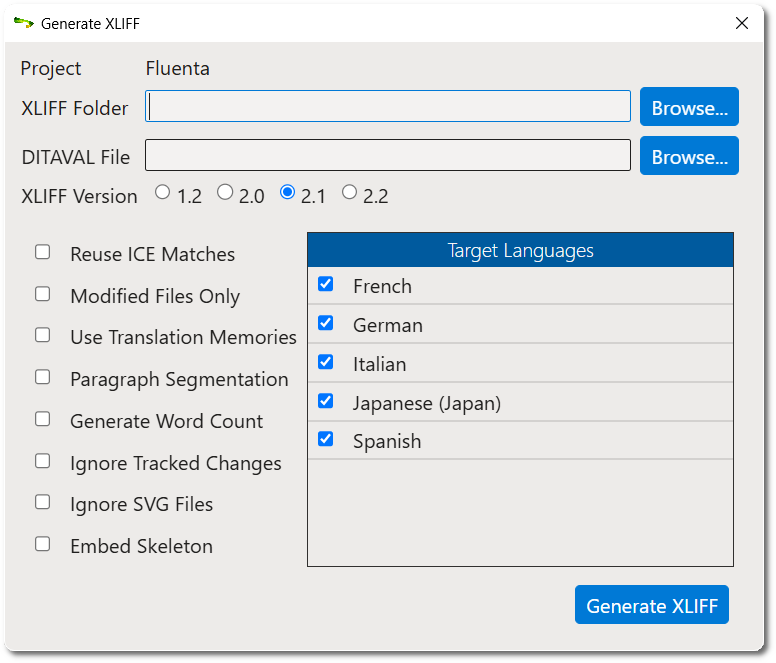 Generate XLIFF
Project Fluenta
XLIFF Folder Browse...
DITAVAL File Browse...
XLIFF Version 1.2 2.0 2.1 2.2
Reuse ICE Matches
Modified Files Only
Use Translation Memories
Paragraph Segmentation
Generate Word Count
Ignore Tracked Changes
Ignore SVG Files
Embed Skeleton
Target Languages
French
German
Italian
Japanese (Japan)
Spanish
Generate XLIFF